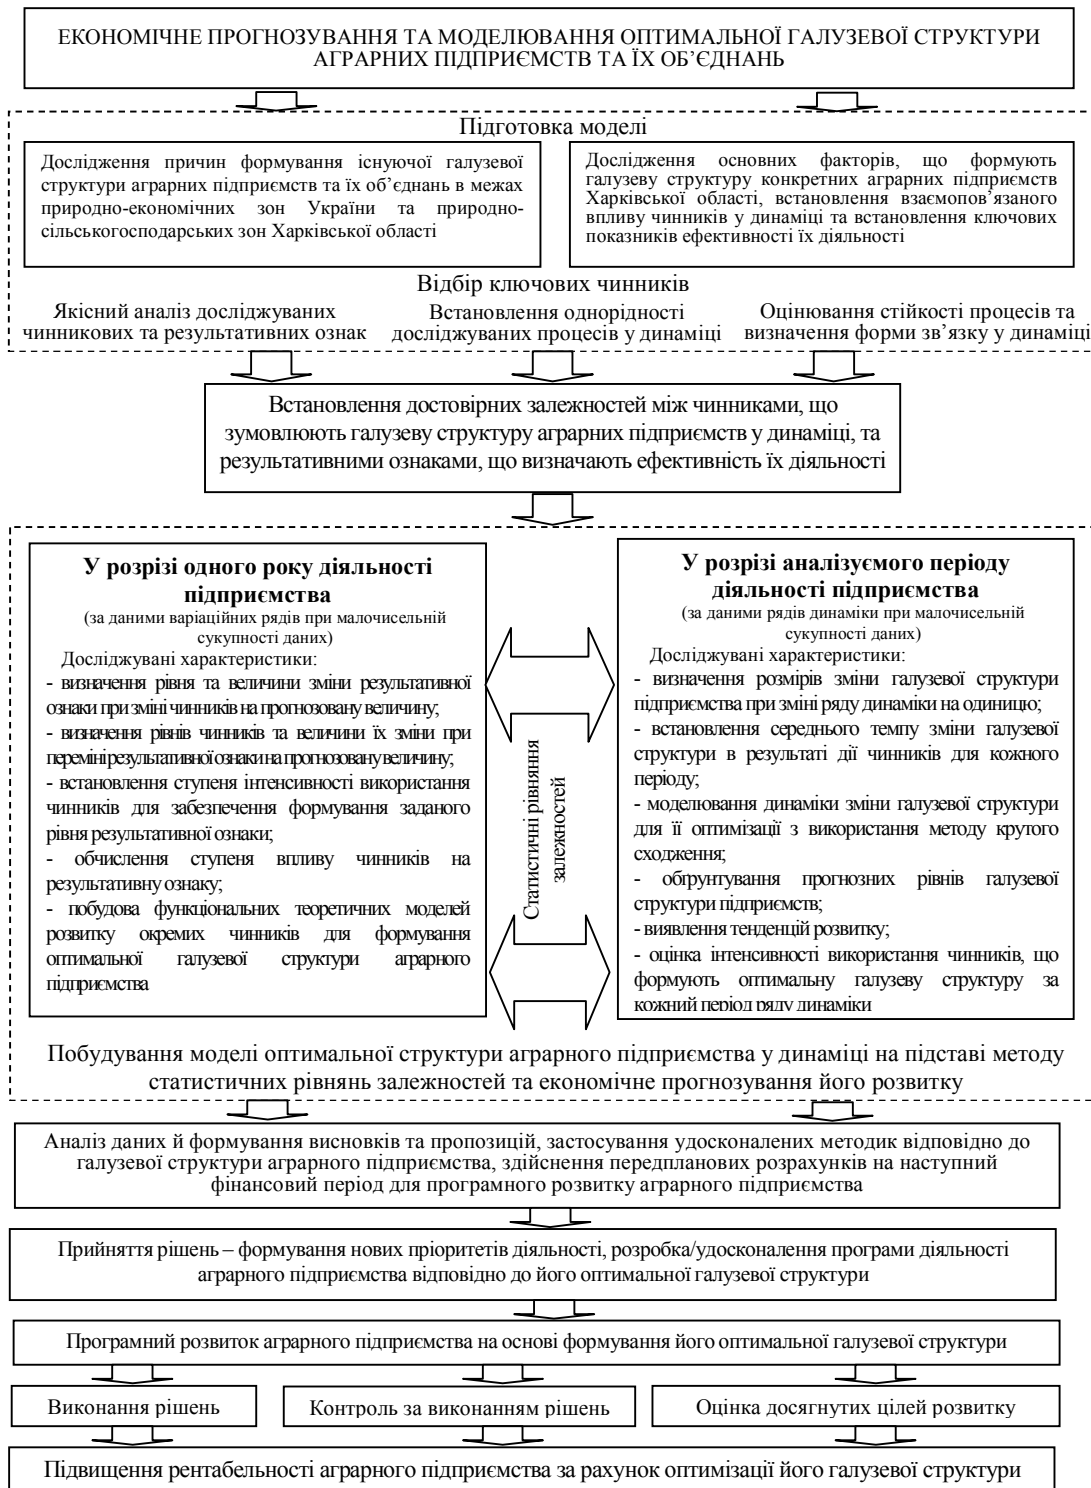 ЕКОНОМІЧНЕ ПРОГНОЗУВАННЯ ТА МОДЕЛЮВАННЯ ОПТИМАЛЬНОЇ ГАЛУЗЕВОЇ СТРУКТУРИ
АГРАРНИХ ПІДПРИЄМСТВ ТА ЇХ ОБ’ЄДНАНЬ
Підготовка моделі
Дослідження причин формування існуючої галузевої
структури аграрних підприємств та їх об’єднань в межах
природно-економічних зон України та природно-
сільськогосподарських зон Харківської області
Дослідження основних факторів, що формують
галузеву структуру конкретних аграрних підприємств
Харківської області, встановлення взаємопов’язаного
впливу чинників у динаміці та встановлення ключових
показників ефективності їх діяльності
Відбір ключових чинників
Якісний аналіз досліджуваних
чинникових та результативних ознак
Встановлення однорідності
досліджуваних процесів у динаміці
Оцінювання стійкості процесів та
визначення форми зв’язку у динаміці
Встановлення достовірних залежностей між чинниками, що
зумовлюють галузеву структуру аграрних підприємств у динаміці, та
результативними ознаками, що визначають ефективність їх діяльності
У розрізі одного року діяльності
підприємства
(за даними варіаційних рядів при малочисельній
сукупності даних)
Досліджувані характеристики:
- визначення рівня та величини зміни результативної
ознаки при зміні чинників на прогнозовану величину;
- визначення рівнів чинників та величини їх зміни при
переміні результативної ознаки на прогнозовану величину;
- встановлення ступеня інтенсивності використання
чинників для забезпечення формування заданого
рівня результативної ознаки;
- обчислення ступеня впливу чинників на
результативну ознаку;
- побудова функціональних теоретичних моделей
розвитку окремих чинників для формування
оптимальної галузевої структури аграрного
підприємства
Статистичні рівняння
залежностей
У розрізі аналізуємого періоду
діяльності підприємства
(за даними рядів динаміки при малочисельній
сукупності даних)
Досліджувані характеристики:
- визначення розмірів зміни галузевої структури
підприємства при зміні ряду динаміки на одиницю;
- встановлення середнього темпу зміни галузевої
структури в результаті дії чинників для кожного
періоду;
- моделювання динаміки зміни галузевої структури
для її оптимізації з використання методу крутого
сходження;
- обґрунтування прогнозних рівнів галузевої
структури підприємств;
- виявлення тенденцій розвитку;
- оцінка інтенсивності використання чинників, що
формують оптимальну галузеву структуру за
кожний період ряду динаміки
Побудування моделі оптимальної структури аграрного підприємства у динаміці на підставі методу
статистичних рівнянь залежностей та економічне прогнозування його розвитку
Аналіз даних й формування висновків та пропозицій, застосування удосконалених методик відповідно до
галузевої структури аграрного підприємства, здійснення передпланових розрахунків на наступний
фінансовий період для програмного розвитку аграрного підприємства
Прийняття рішень – формування нових пріоритетів діяльності, розробка/удосконалення програми діяльності
аграрного підприємства відповідно до його оптимальної галузевої структури
Програмний розвиток аграрного підприємства на основі формування його оптимальної галузевої структури
Виконання рішень
Контроль за виконанням рішень
Оцінка досягнутих цілей розвитку
Підвищення рентабельності аграрного підприємства за рахунок оптимізації його галузевої структури